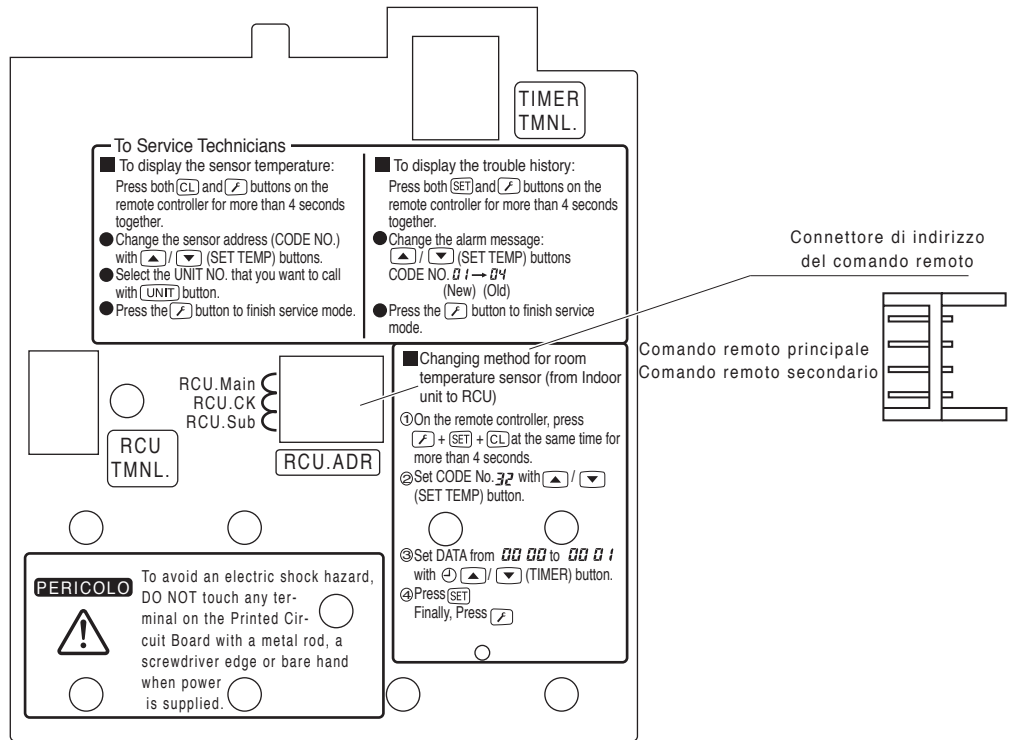 TIMER
TMNL.
To Service Technicians
■ To display the sensor temperature:
Press both CL and buttons on the
remote controller for more than 4 seconds
together.
● Change the sensor address (CODE NO.)
with ▲ / ▼ (SET TEMP) buttons.
● Select the UNIT NO. that you want to call
with UNIT button.
● Press the button to finish service mode.
■ To display the trouble history:
Press both SET and buttons on the
remote controller for more than 4 seconds
together.
● Change the alarm message:
▲ / ▼ (SET TEMP) buttons
CODE NO. 01 → 04
(New) (Old)
● Press the button to finish service
mode.
Connettore di indirizzo
del comando remoto
Comando remoto principale
Comando remoto secondario
RCU.Main
RCU.CK
RCU.Sub
RCU
TMNL.
RCU.ADR
■ Changing method for room
temperature sensor (from Indoor
unit to RCU)
① On the remote controller, press
+ SET + CL at the same time for
more than 4 seconds.
② Set CODE No. 32 with ▲ / ▼
(SET TEMP) button.
③ Set DATA from 00 00 to 00 01
with ▲ / ▼ (TIMER) button.
④ Press SET
Finally, Press
PERICOLO
To avoid an electric shock hazard,
DO NOT touch any ter-
minal on the Printed Cir-
cuit Board with a metal rod, a
screwdriver edge or bare hand
when power
is supplied.